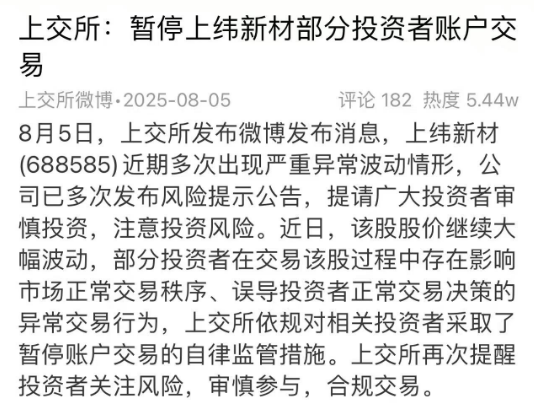 上交所：暂停上纬新材部分投资者账户交
易
上交所微博·2025-08-05 评论 182 热度 5.44w
8月5日，上交所发布微博发布消息，上纬新材
(688585)近期多次出现严重异常波动情形，公
司已多次发布风险提示公告，提请广大投资者审
慎投资，注意投资风险。近日，该股股价继续大
幅波动，部分投资者在交易该股过程中存在影响
市场正常交易秩序、误导投资者正常交易决策的
异常交易行为，上交所依规对相关投资者采取了
暂停账户交易的自律监管措施。上交所再次提醒
投资者关注风险，审慎参与，合规交易。